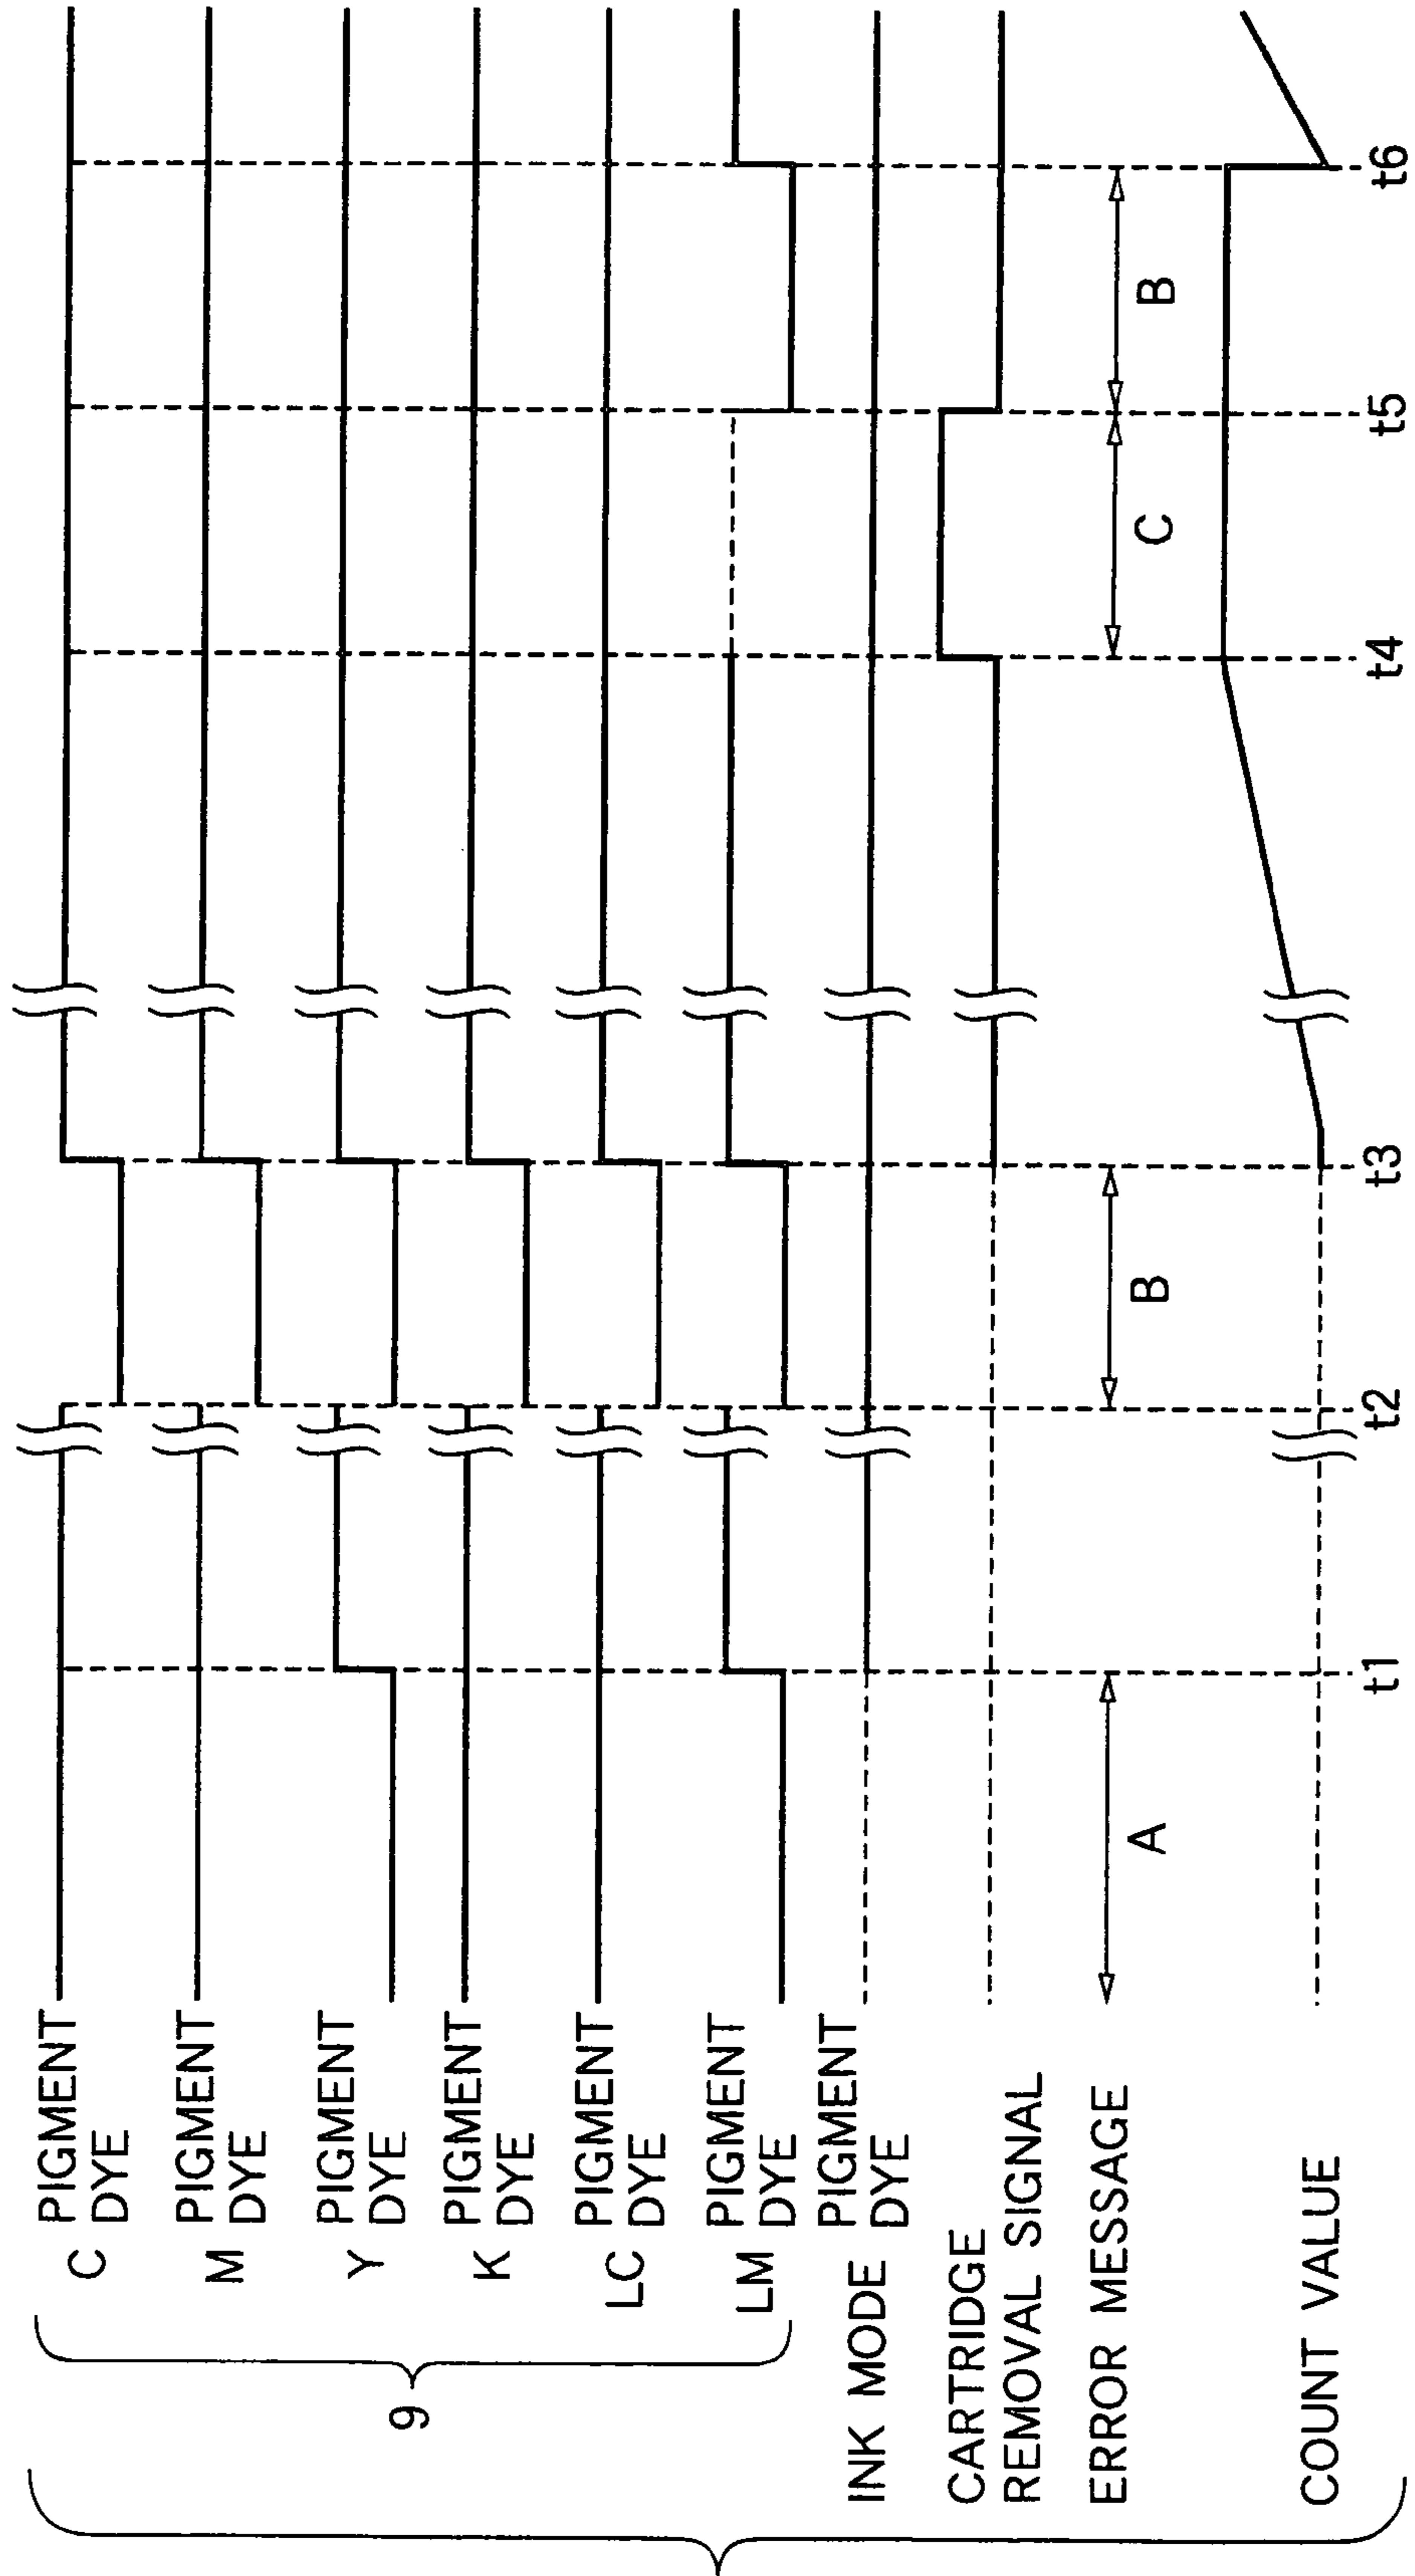 C PIGMENT
DYE
M PIGMENT
DYE
Y PIGMENT
DYE
K PIGMENT
DYE
LC PIGMENT
DYE
LM PIGMENT
DYE
9
INK MODE PIGMENT
DYE
CARTRIDGE
REMOVAL SIGNAL
ERROR MESSAGE
A
B
C
B
COUNT VALUE
t1 t2 t3 t4 t5 t6